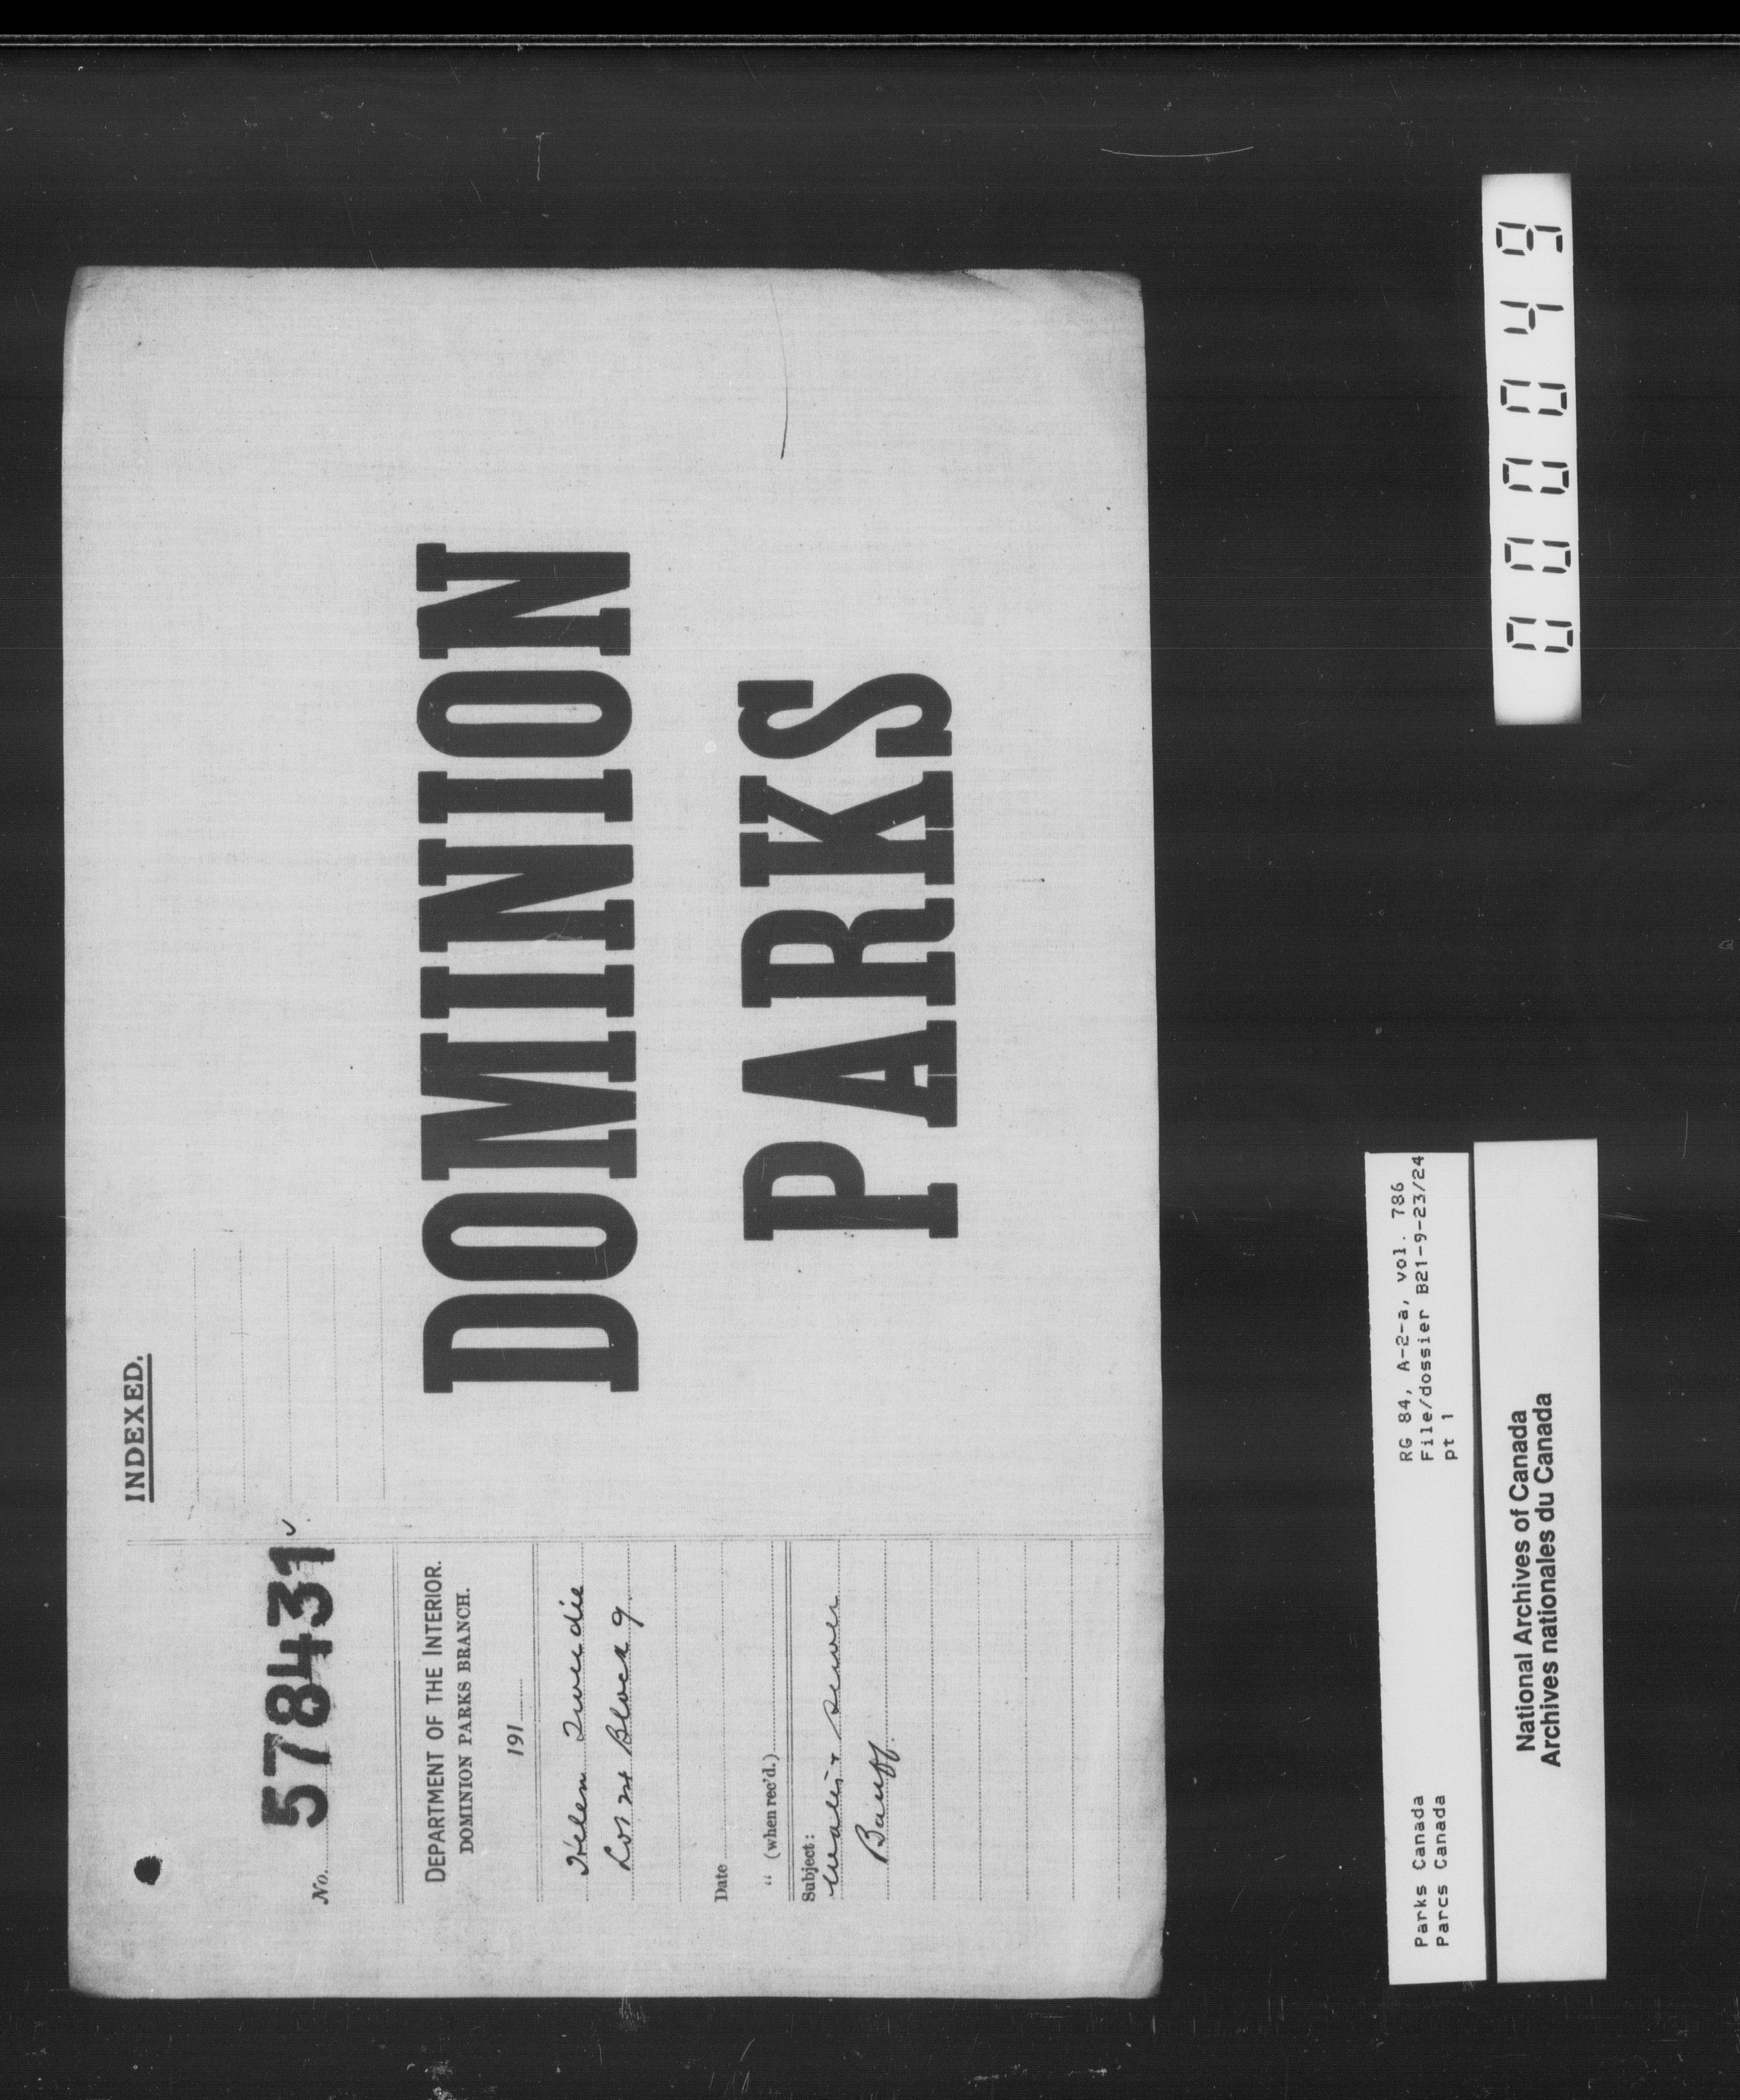 INDEXED.
No. 578431 ✓
DEPARTMENT OF THE INTERIOR.
DOMINION PARKS BRANCH.
191
Helen Tweedie
Lot 24 Block 9
Date
" (when rec'd.)
Subject:
Water & Sewer
Banff.
DOMINION
PARKS
Parks Canada
Parcs Canada
RG 84, A-2-a, vol. 786
File/dossier B21-9-23/24
pt 1
National Archives of Canada
Archives nationales du Canada
000049